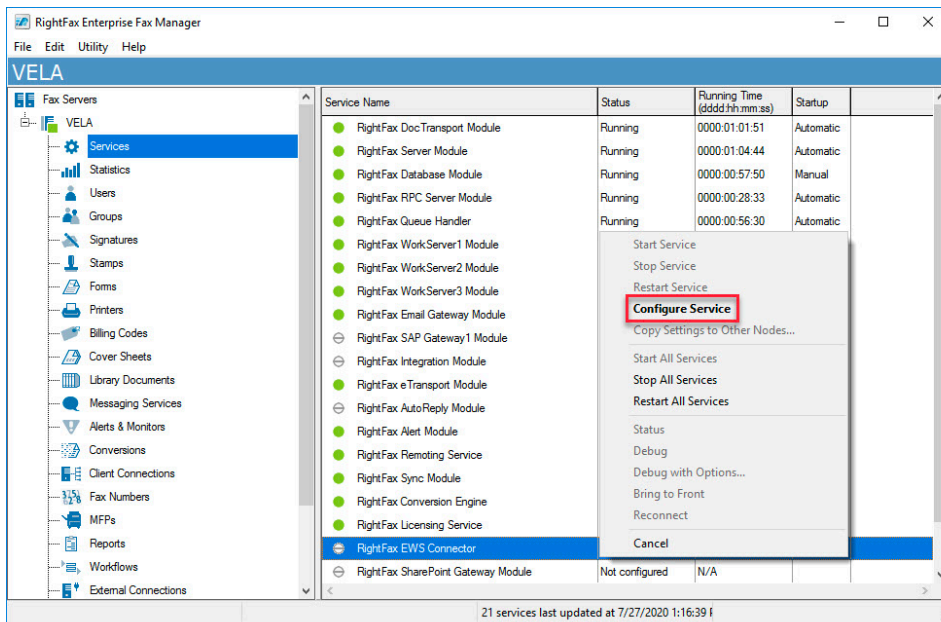 RightFax Enterprise Fax Manager
File Edit Utility Help
VELA
Fax Servers
VELA
Services
Statistics
Users
Groups
Signatures
Stamps
Forms
Printers
Billing Codes
Cover Sheets
Library Documents
Messaging Services
Alerts & Monitors
Conversions
Client Connections
Fax Numbers
MFPs
Reports
Workflows
External Connections
Service Name Status Running Time (dddd:hh:mm:ss) Startup
RightFax DocTransport Module Running 0000:01:01:51 Automatic
RightFax Server Module Running 0000:01:04:44 Automatic
RightFax Database Module Running 0000:00:57:50 Manual
RightFax RPC Server Module Running 0000:00:28:33 Automatic
RightFax Queue Handler Running 0000:00:56:30 Automatic
RightFax WorkServer1 Module
RightFax WorkServer2 Module
RightFax WorkServer3 Module
RightFax Email Gateway Module
RightFax SAP Gateway1 Module
RightFax Integration Module
RightFax eTransport Module
RightFax AutoReply Module
RightFax Alert Module
RightFax Remoting Service
RightFax Sync Module
RightFax Conversion Engine
RightFax Licensing Service
RightFax EWS Connector
RightFax SharePoint Gateway Module Not configured N/A
Start Service
Stop Service
Restart Service
Configure Service
Copy Settings to Other Nodes...
Start All Services
Stop All Services
Restart All Services
Status
Debug
Debug with Options...
Bring to Front
Reconnect
Cancel
21 services last updated at 7/27/2020 1:16:39